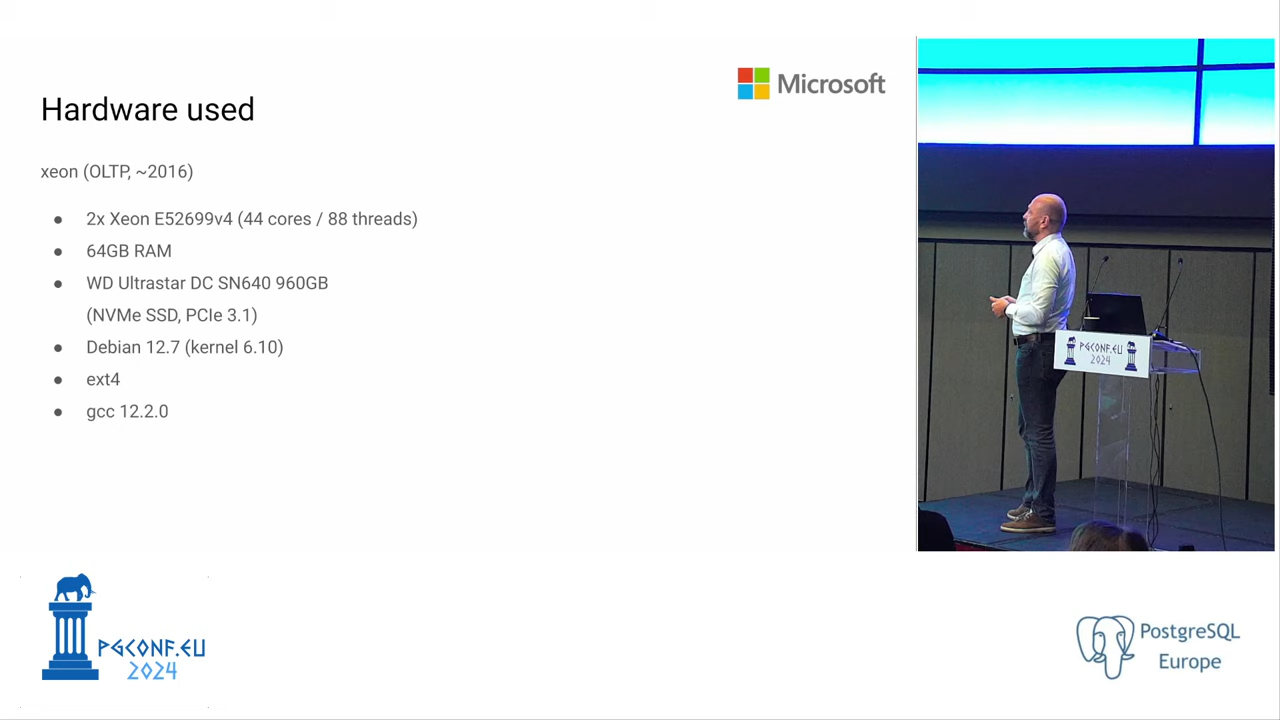 Microsoft
Hardware used
xeon (OLTP, ~2016)
● 2x Xeon E52699v4 (44 cores / 88 threads)
● 64GB RAM
● WD Ultrastar DC SN640 960GB
(NVMe SSD, PCIe 3.1)
● Debian 12.7 (kernel 6.10)
● ext4
● gcc 12.2.0
PGCONF.EU
2024
PGCONF.EU
2024
PostgreSQL
Europe